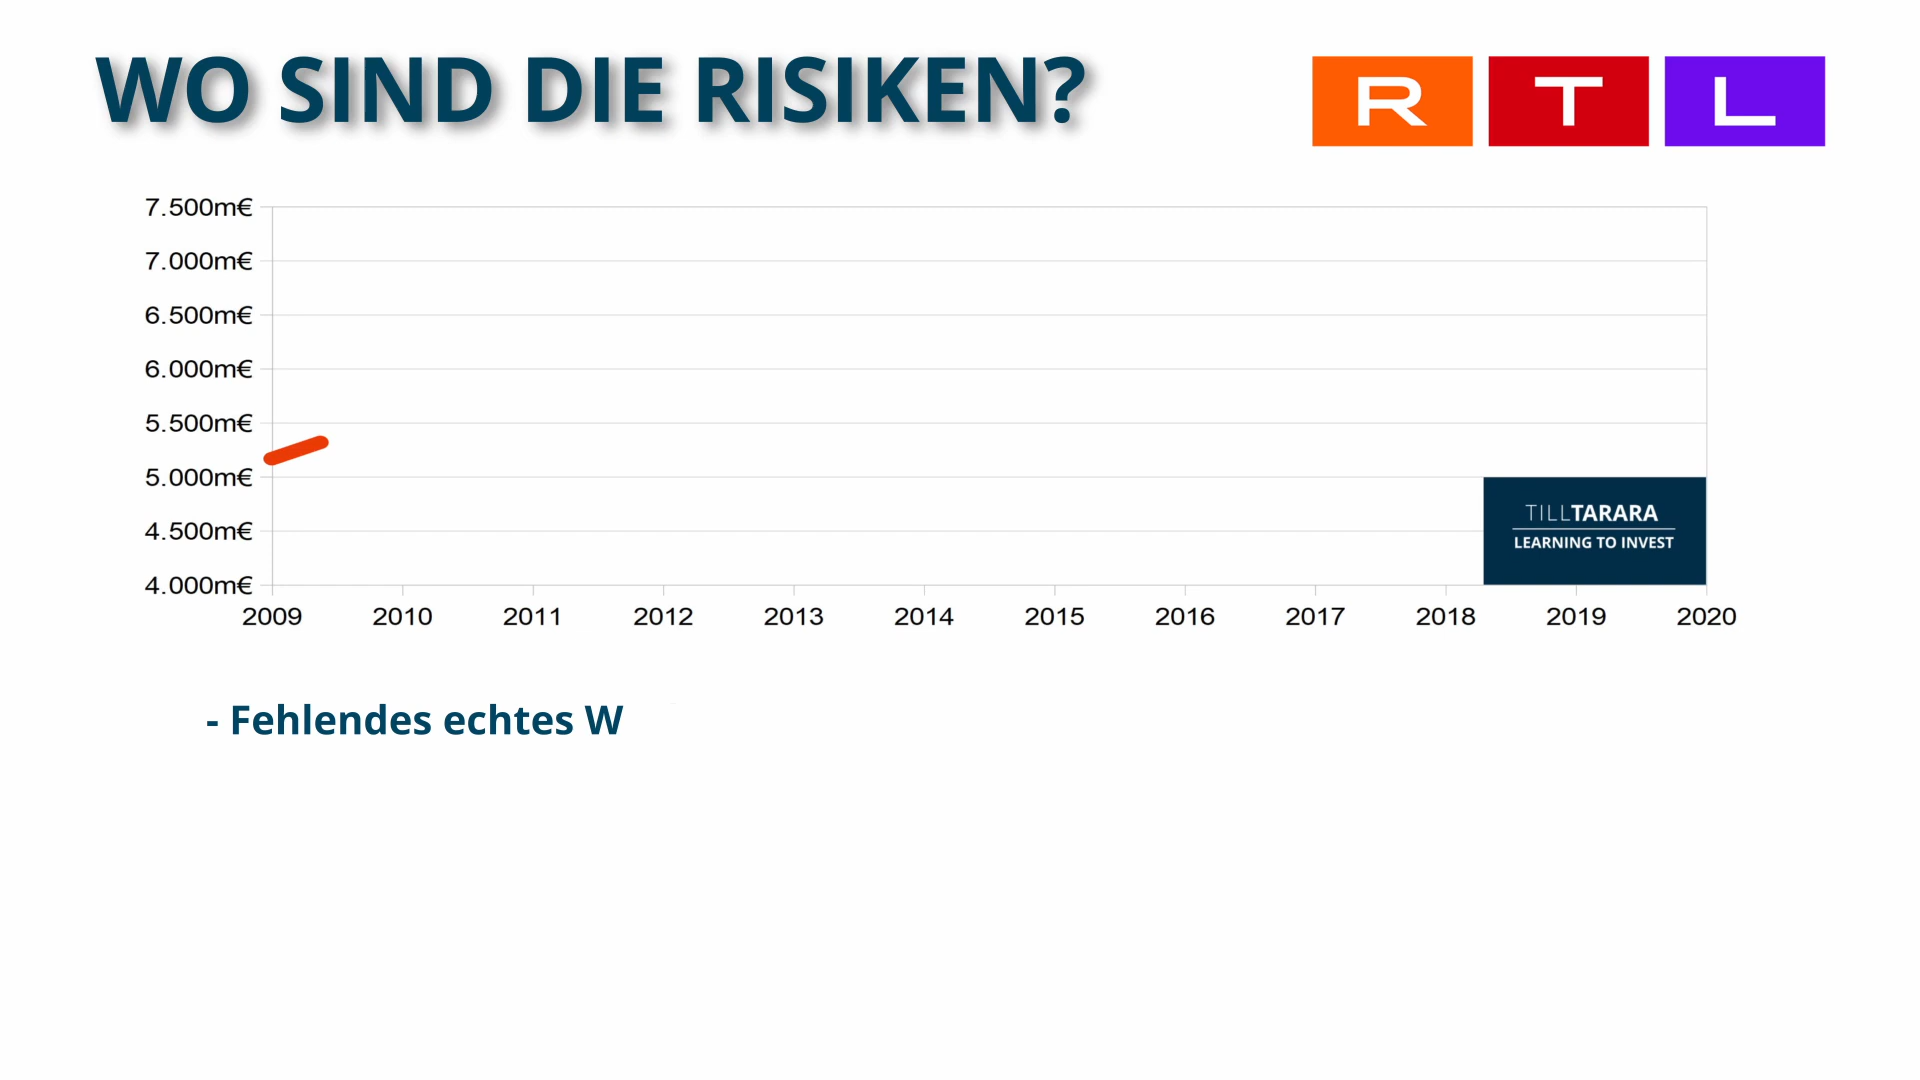 WO SIND DIE RISIKEN?
R T L
7.500m€
7.000m€
6.500m€
6.000m€
5.500m€
5.000m€
4.500m€
4.000m€
TILLTARARA
LEARNING TO INVEST
2009 2010 2011 2012 2013 2014 2015 2016 2017 2018 2019 2020
- Fehlendes echtes W